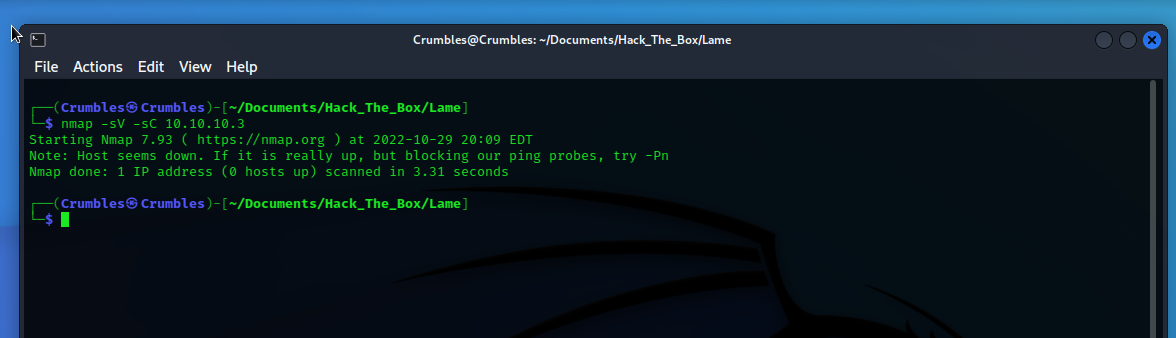 Crumbles@Crumbles: ~/Documents/Hack_The_Box/Lame
File Actions Edit View Help
┌──(Crumbles㉿Crumbles)-[~/Documents/Hack_The_Box/Lame]
└─$ nmap -sV -sC 10.10.10.3
Starting Nmap 7.93 ( https://nmap.org ) at 2022-10-29 20:09 EDT
Note: Host seems down. If it is really up, but blocking our ping probes, try -Pn
Nmap done: 1 IP address (0 hosts up) scanned in 3.31 seconds
┌──(Crumbles㉿Crumbles)-[~/Documents/Hack_The_Box/Lame]
└─$